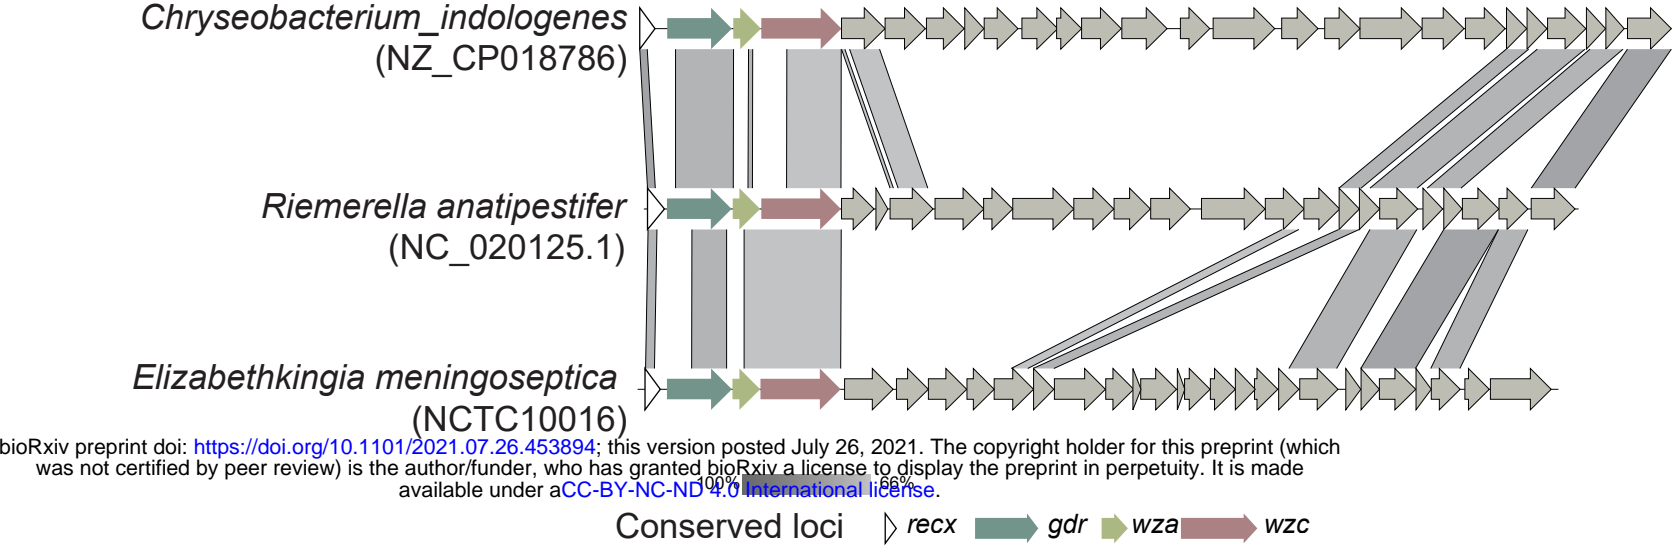 Chryseobacterium_indologenes
(NZ_CP018786)
Riemerella anatipestifer
(NC_020125.1)
Elizabethkingia meningoseptica
(NCTC10016)
bioRxiv preprint doi: https://doi.org/10.1101/2021.07.26.453894; this version posted July 26, 2021. The copyright holder for this preprint (which
was not certified by peer review) is the author/funder, who has granted bioRxiv a license to display the preprint in perpetuity. It is made
available under aCC-BY-NC-ND 4.0 International license.
100% 66%
Conserved loci recx gdr wza wzc